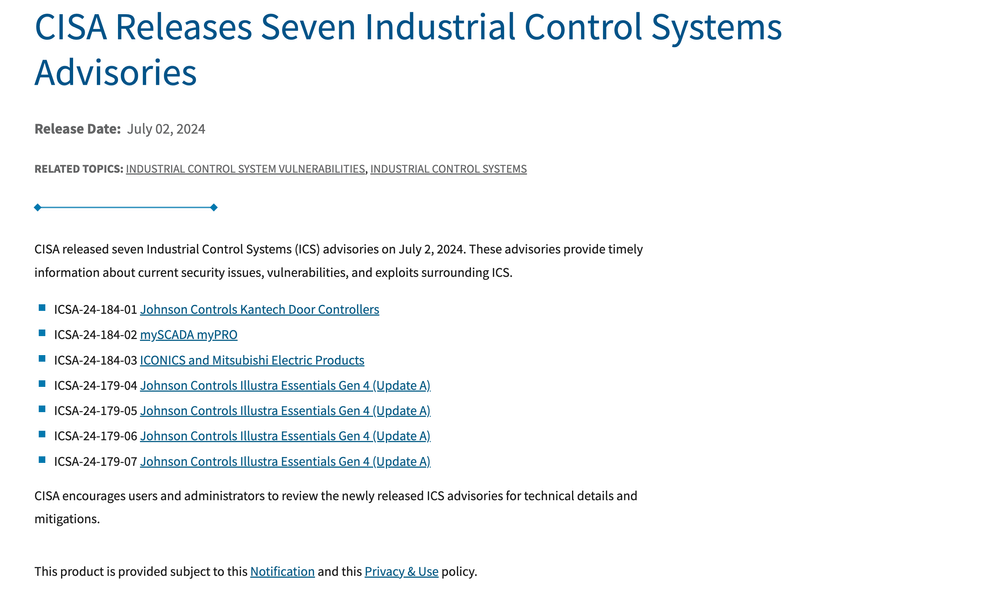 CISA Releases Seven Industrial Control Systems
Advisories
Release Date: July 02, 2024
RELATED TOPICS: INDUSTRIAL CONTROL SYSTEM VULNERABILITIES, INDUSTRIAL CONTROL SYSTEMS
CISA released seven Industrial Control Systems (ICS) advisories on July 2, 2024. These advisories provide timely
information about current security issues, vulnerabilities, and exploits surrounding ICS.
ICSA-24-184-01 Johnson Controls Kantech Door Controllers
ICSA-24-184-02 mySCADA myPRO
ICSA-24-184-03 ICONICS and Mitsubishi Electric Products
ICSA-24-179-04 Johnson Controls Illustra Essentials Gen 4 (Update A)
ICSA-24-179-05 Johnson Controls Illustra Essentials Gen 4 (Update A)
ICSA-24-179-06 Johnson Controls Illustra Essentials Gen 4 (Update A)
ICSA-24-179-07 Johnson Controls Illustra Essentials Gen 4 (Update A)
CISA encourages users and administrators to review the newly released ICS advisories for technical details and
mitigations.
This product is provided subject to this Notification and this Privacy & Use policy.